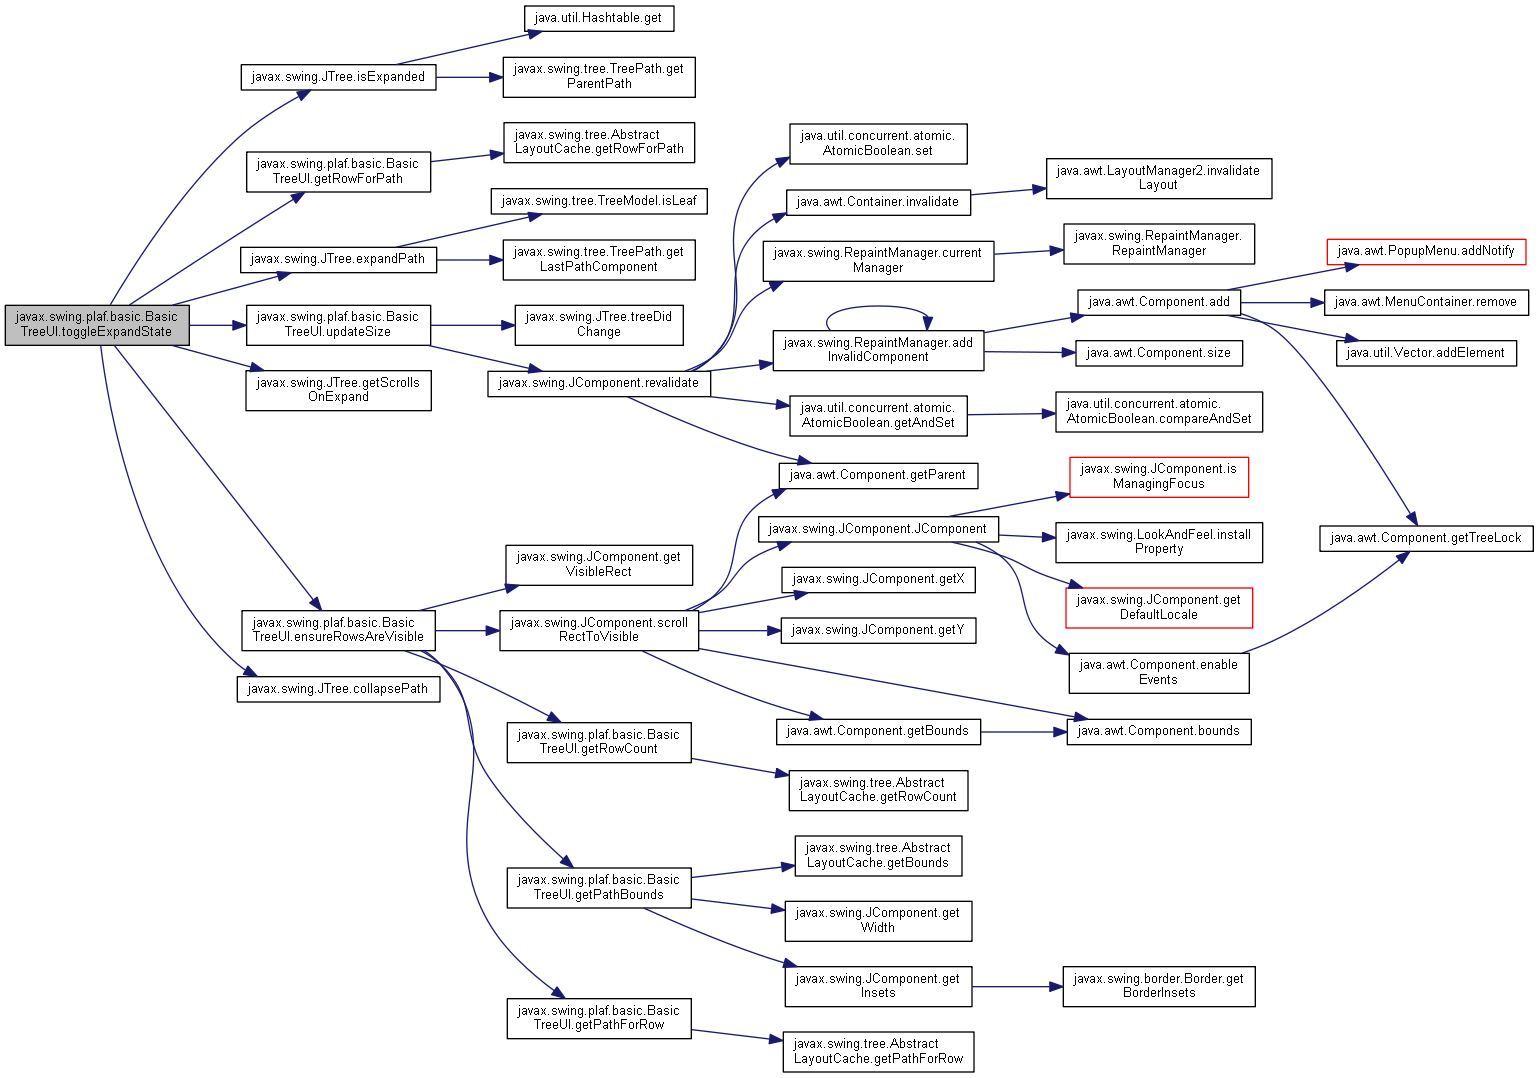 java.util.Hashtable.get
javax.swing.JTree.isExpanded
javax.swing.tree.TreePath.get
ParentPath
javax.swing.tree.Abstract
LayoutCache.getRowForPath
javax.swing.plaf.basic.Basic
TreeUI.getRowForPath
javax.swing.tree.TreeModel.isLeaf
javax.swing.JTree.expandPath
javax.swing.tree.TreePath.get
LastPathComponent
javax.swing.plaf.basic.Basic
TreeUI.toggleExpandState
javax.swing.plaf.basic.Basic
TreeUI.updateSize
javax.swing.JTree.treeDid
Change
javax.swing.JTree.getScrolls
OnExpand
javax.swing.JComponent.revalidate
java.util.concurrent.atomic.
AtomicBoolean.set
java.awt.Container.invalidate
java.awt.LayoutManager2.invalidate
Layout
javax.swing.RepaintManager.current
Manager
javax.swing.RepaintManager.
RepaintManager
javax.swing.RepaintManager.add
InvalidComponent
java.awt.Component.add
java.awt.PopupMenu.addNotify
java.awt.MenuContainer.remove
java.util.Vector.addElement
java.awt.Component.size
java.util.concurrent.atomic.
AtomicBoolean.getAndSet
java.util.concurrent.atomic.
AtomicBoolean.compareAndSet
java.awt.Component.getParent
javax.swing.JComponent.JComponent
javax.swing.JComponent.is
ManagingFocus
javax.swing.LookAndFeel.install
Property
java.awt.Component.getTreeLock
javax.swing.JComponent.get
VisibleRect
javax.swing.JComponent.getX
javax.swing.JComponent.get
DefaultLocale
javax.swing.plaf.basic.Basic
TreeUI.ensureRowsAreVisible
javax.swing.JComponent.scroll
RectToVisible
javax.swing.JComponent.getY
java.awt.Component.enable
Events
javax.swing.JTree.collapsePath
java.awt.Component.getBounds
java.awt.Component.bounds
javax.swing.plaf.basic.Basic
TreeUI.getRowCount
javax.swing.tree.Abstract
LayoutCache.getRowCount
javax.swing.plaf.basic.Basic
TreeUI.getPathBounds
javax.swing.tree.Abstract
LayoutCache.getBounds
javax.swing.JComponent.get
Width
javax.swing.JComponent.get
Insets
javax.swing.border.Border.get
BorderInsets
javax.swing.plaf.basic.Basic
TreeUI.getPathForRow
javax.swing.tree.Abstract
LayoutCache.getPathForRow